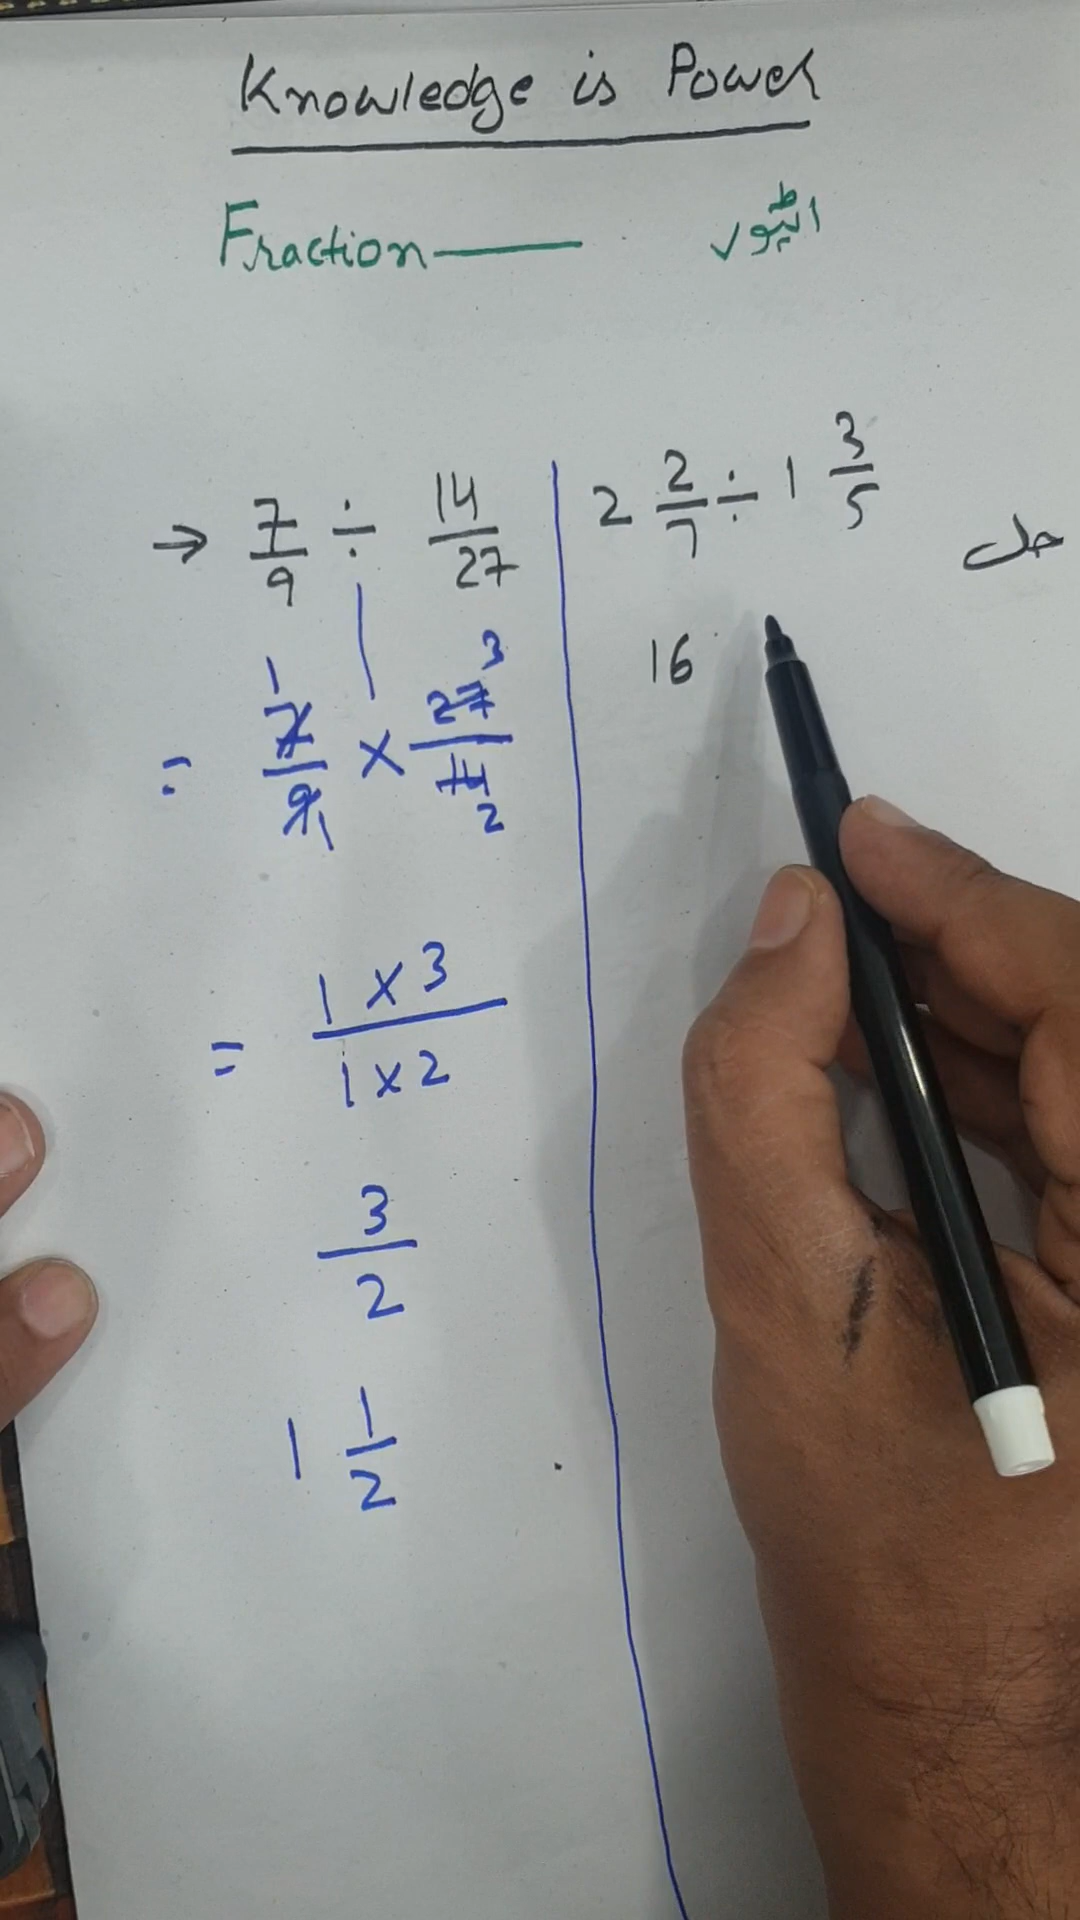 Knowledge is Power
Fraction
→ 7/9 ÷ 14/27
= 1 7/9 1 × 27 3/14 2
= 1 × 3 / 1 × 2
3/2
1 1/2
2 2/7 ÷ 1 3/5
حل
16